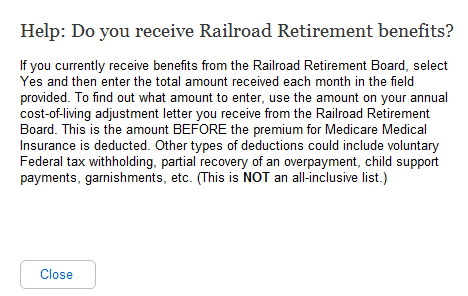 Help: Do you receive Railroad Retirement benefits?
If you currently receive benefits from the Railroad Retirement Board, select
Yes and then enter the total amount received each month in the field
provided. To find out what amount to enter, use the amount on your annual
cost-of-living adjustment letter you receive from the Railroad Retirement
Board. This is the amount BEFORE the premium for Medicare Medical
Insurance is deducted. Other types of deductions could include voluntary
Federal tax withholding, partial recovery of an overpayment, child support
payments, garnishments, etc. (This is NOT an all-inclusive list.)
Close